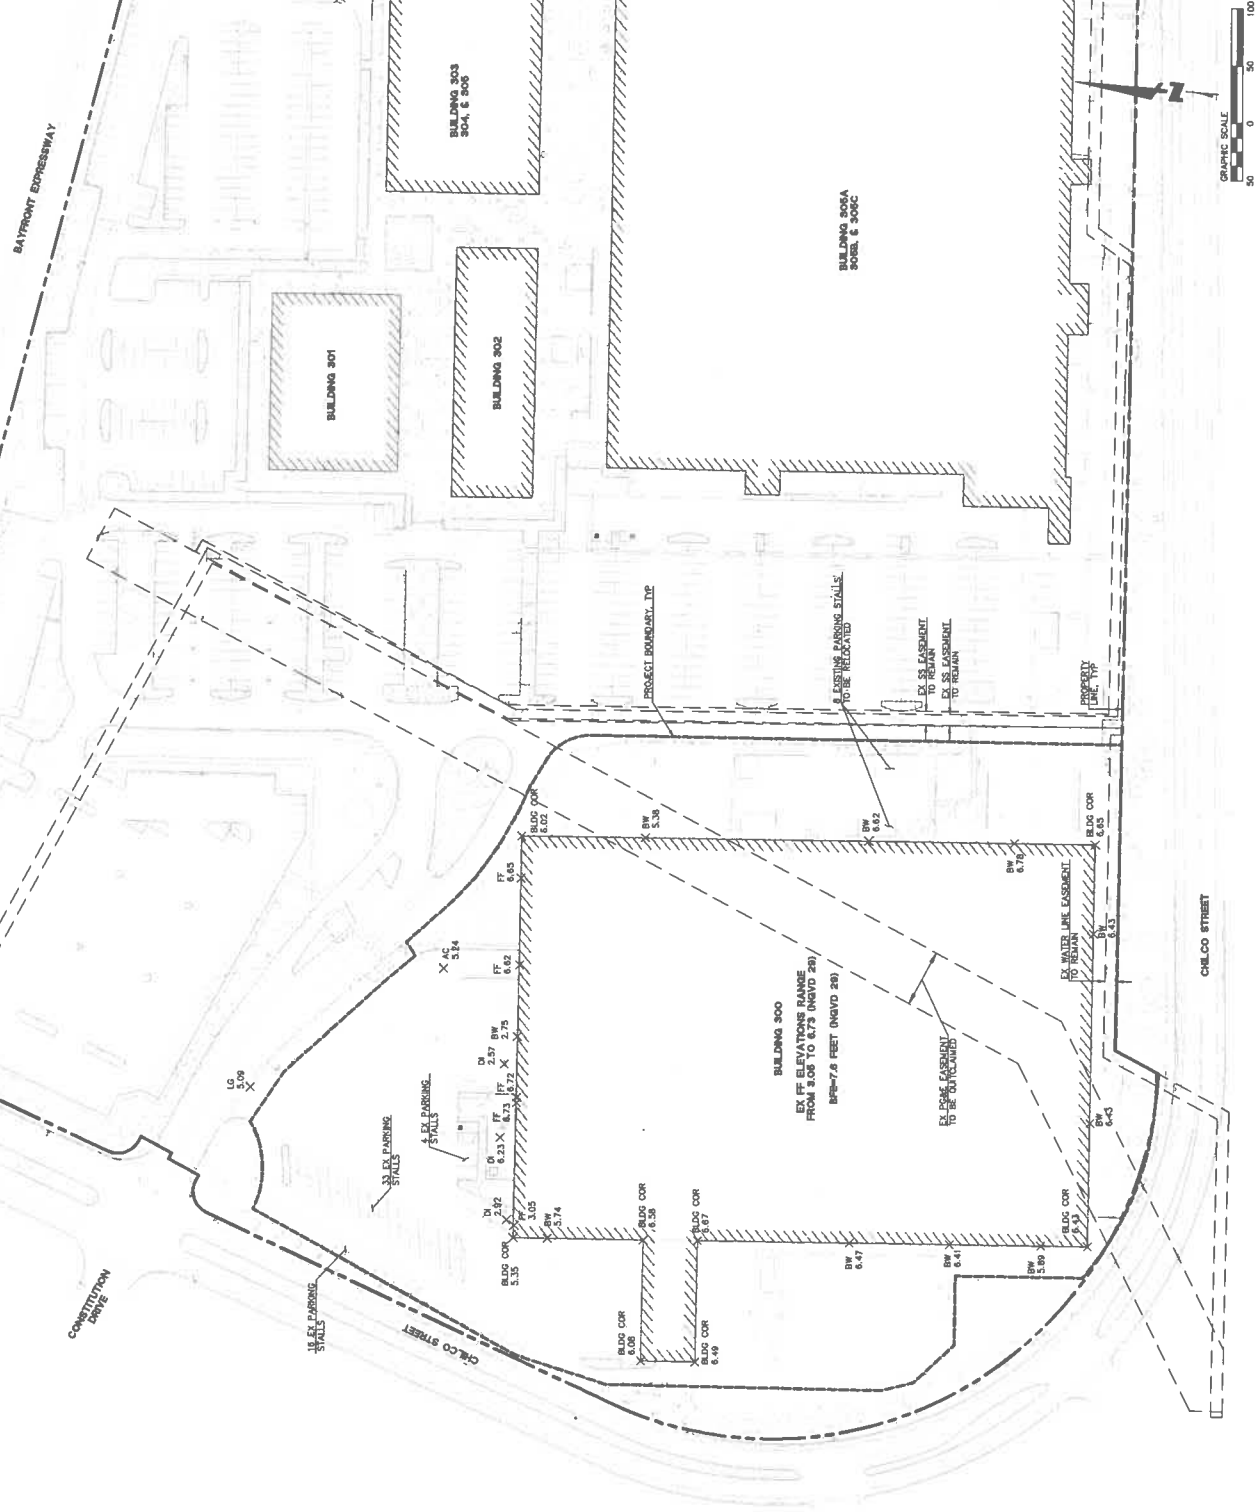 BAYFRONT EXPRESSWAY
BUILDING 303
304, & 305
BUILDING 301
BUILDING 302
BUILDING 306A
306B, & 306C
GRAPHIC SCALE
50
0
50
100
Z
PROJECT BOUNDARY, TYP
8 EXISTING PARKING STALLS
TO BE RELOCATED
EX SS EASEMENT
TO REMAIN
EX SS EASEMENT
TO REMAIN
PROPERTY
LINE, TYP
BLDG COR
6.02
BW
5.38
BW
6.62
BW
6.78
BLDG COR
6.65
FF
6.65
AC
5.24
FF
6.62
BW
2.75
DI
2.57
FF
6.72
FF
6.73
DI
6.23
DI
2.92
FF
3.05
BW
5.74
BLDG COR
5.35
LG
5.09
4 EX PARKING
STALLS
33 EX PARKING
STALLS
16 EX PARKING
STALLS
CONSTITUTION
DRIVE
CHILCO STREET
BUILDING 300
EX FF ELEVATIONS RANGE
FROM 3.05 TO 6.73 (NGVD 29)
BFE=7.6 FEET (NGVD 29)
EX PG&E EASEMENT
TO BE QUITCLAIMED
EX WATER LINE EASEMENT
TO REMAIN
BW
6.43
BW
6.43
CHILCO STREET
BLDG COR
6.58
BLDG COR
6.67
BLDG COR
6.08
BLDG COR
6.49
BW
6.47
BW
6.41
BW
5.89
BLDG COR
6.43